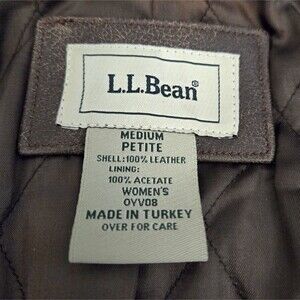 L.L.Bean®
MEDIUM
PETITE
SHELL: 100% LEATHER
LINING:
100% ACETATE
WOMEN'S
OYV08
MADE IN TURKEY
OVER FOR CARE